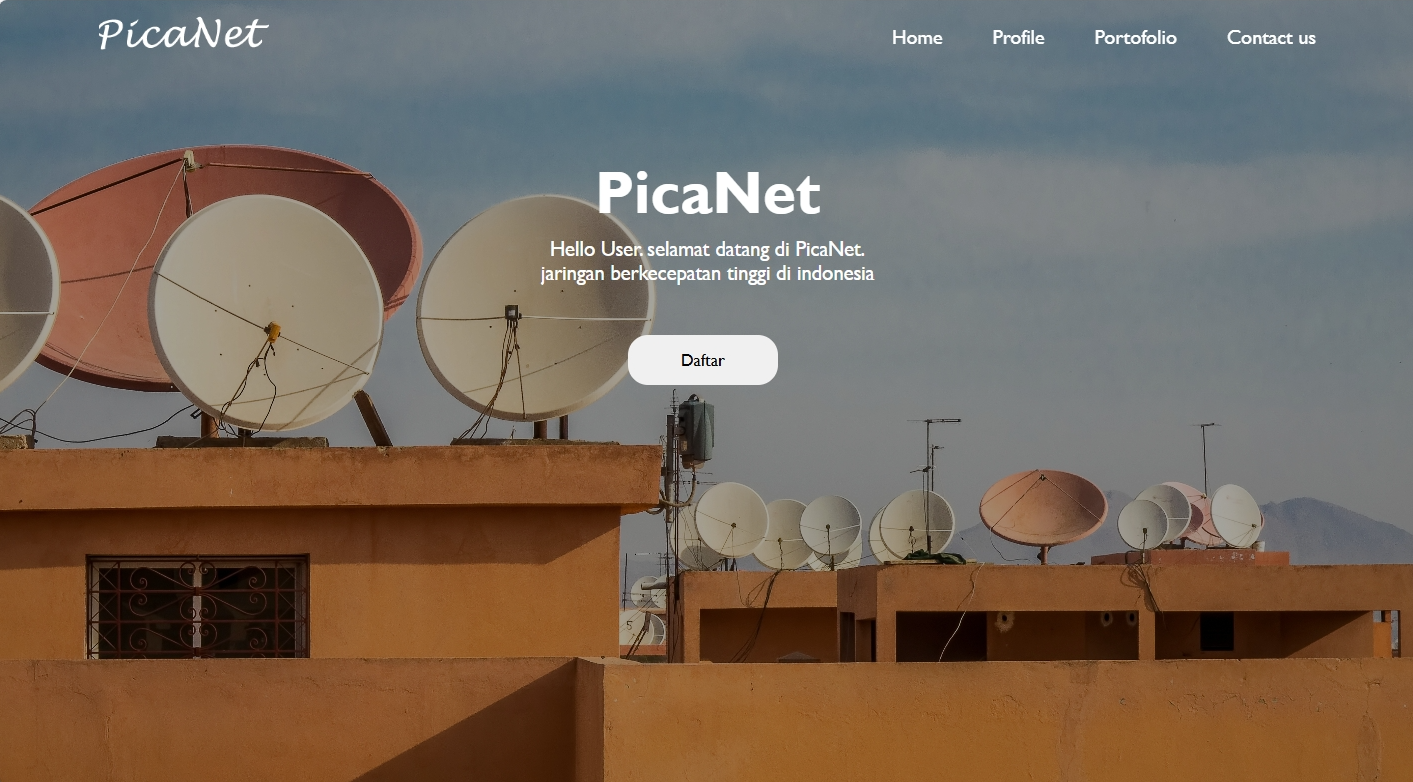 PicaNet
Home Profile Portofolio Contact us
PicaNet
Hello User. selamat datang di PicaNet.
jaringan berkecepatan tinggi di indonesia
Daftar